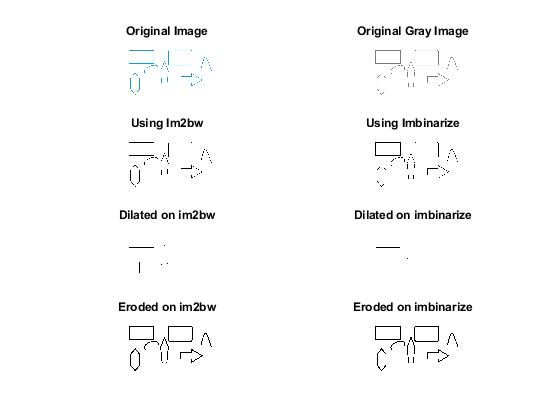 Original Image
Original Gray Image
Using Im2bw
Using Imbinarize
Dilated on im2bw
Dilated on imbinarize
Eroded on im2bw
Eroded on imbinarize